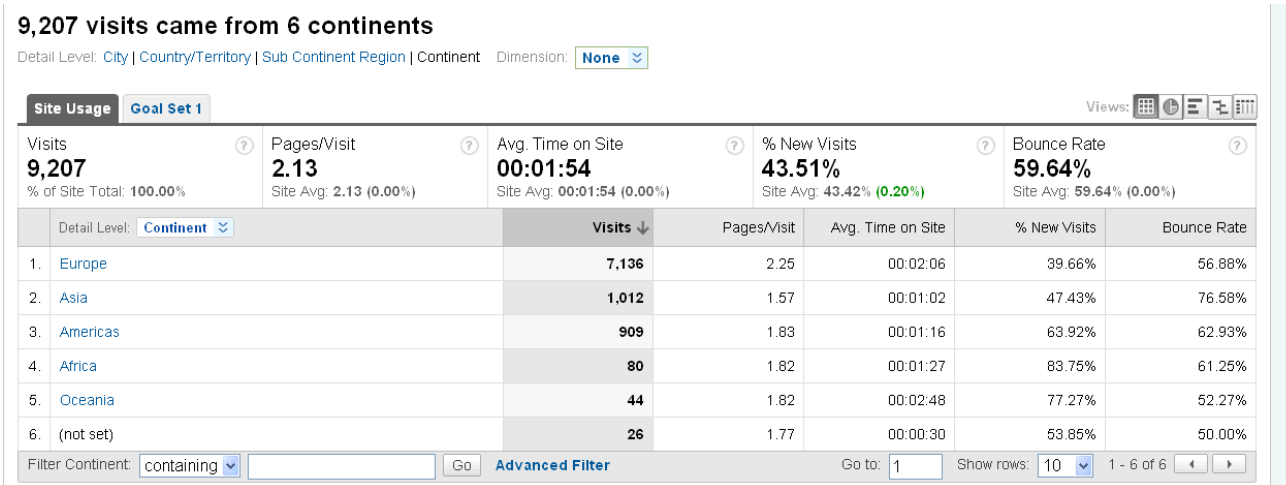 9,207 visits came from 6 continents
Detail Level: City | Country/Territory | Sub Continent Region | Continent Dimension: None
Site Usage Goal Set 1 Views:
Visits ? Pages/Visit ? Avg. Time on Site ? % New Visits ? Bounce Rate ?
9,207 2.13 00:01:54 43.51% 59.64%
% of Site Total: 100.00% Site Avg: 2.13 (0.00%) Site Avg: 00:01:54 (0.00%) Site Avg: 43.42% (0.20%) Site Avg: 59.64% (0.00%)
Detail Level: Continent Visits ↓ Pages/Visit Avg. Time on Site % New Visits Bounce Rate
1. Europe 7,136 2.25 00:02:06 39.66% 56.88%
2. Asia 1,012 1.57 00:01:02 47.43% 76.58%
3. Americas 909 1.83 00:01:16 63.92% 62.93%
4. Africa 80 1.82 00:01:27 83.75% 61.25%
5. Oceania 44 1.82 00:02:48 77.27% 52.27%
6. (not set) 26 1.77 00:00:30 53.85% 50.00%
Filter Continent: containing Go Advanced Filter Go to: 1 Show rows: 10 1 - 6 of 6